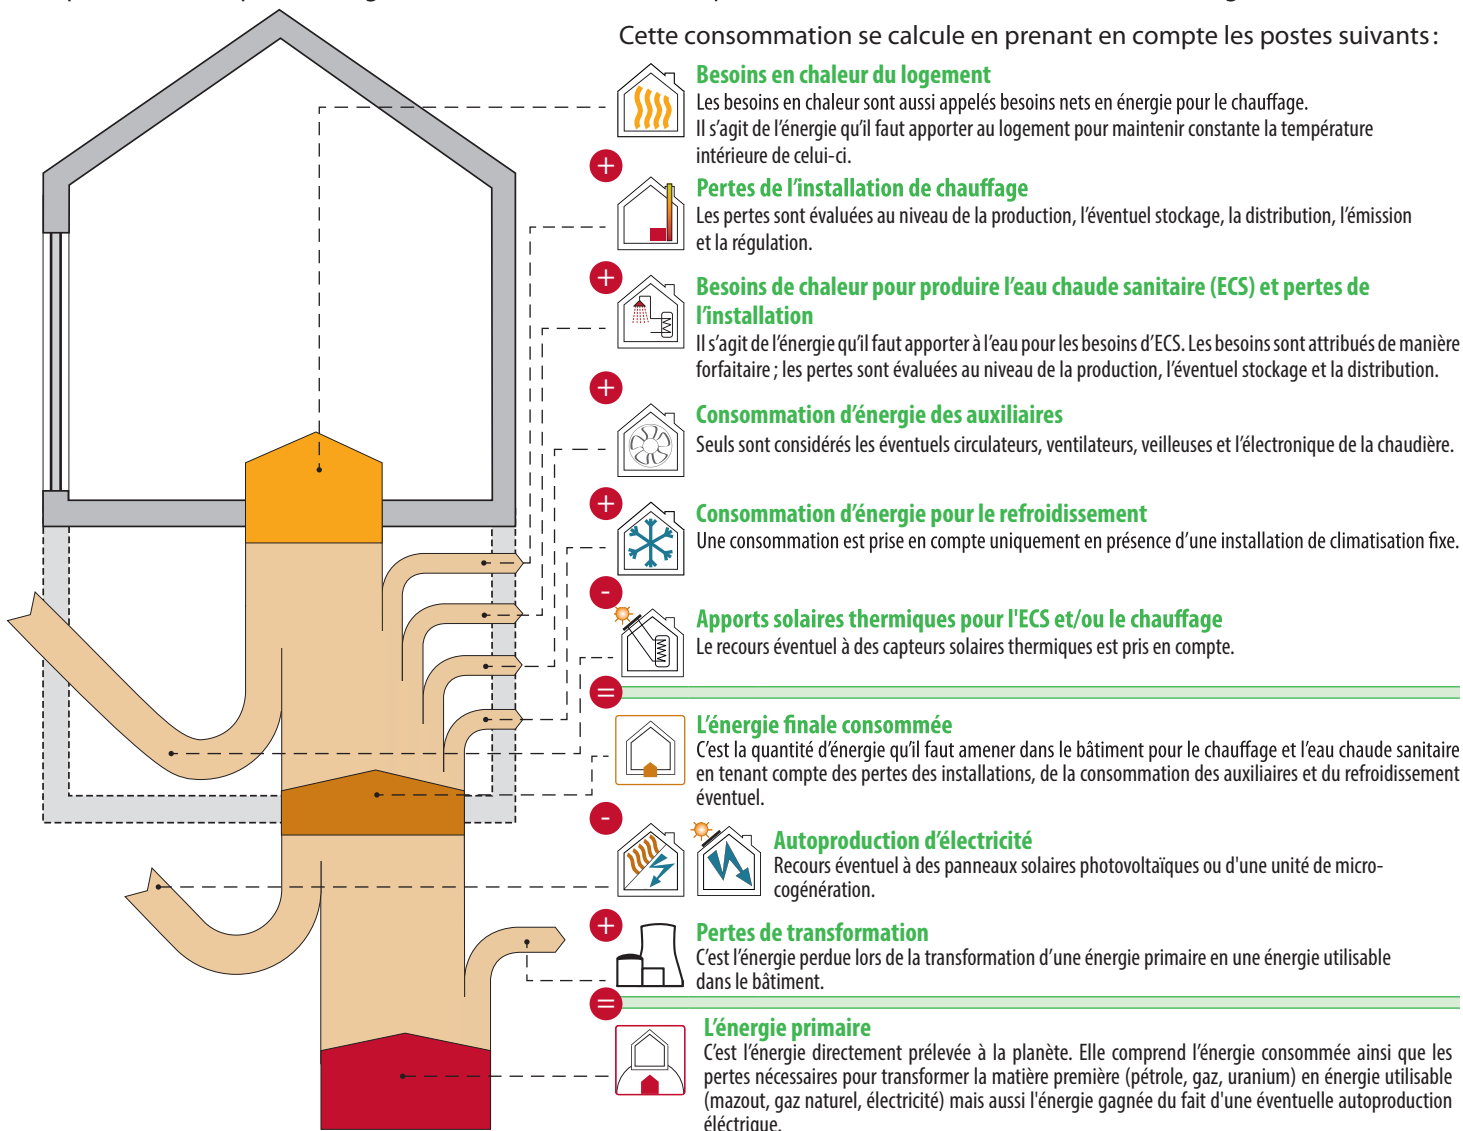 Cette consommation se calcule en prenant en compte les postes suivants :
Besoins en chaleur du logement
Les besoins en chaleur sont aussi appelés besoins nets en énergie pour le chauffage.
Il s'agit de l'énergie qu'il faut apporter au logement pour maintenir constante la température
intérieure de celui-ci.
+
Pertes de l'installation de chauffage
Les pertes sont évaluées au niveau de la production, l'éventuel stockage, la distribution, l'émission
et la régulation.
+
Besoins de chaleur pour produire l'eau chaude sanitaire (ECS) et pertes de
l'installation
Il s'agit de l'énergie qu'il faut apporter à l'eau pour les besoins d'ECS. Les besoins sont attribués de manière
forfaitaire ; les pertes sont évaluées au niveau de la production, l'éventuel stockage et la distribution.
+
Consommation d'énergie des auxiliaires
Seuls sont considérés les éventuels circulateurs, ventilateurs, veilleuses et l'électronique de la chaudière.
+
Consommation d'énergie pour le refroidissement
Une consommation est prise en compte uniquement en présence d'une installation de climatisation fixe.
-
Apports solaires thermiques pour l'ECS et/ou le chauffage
Le recours éventuel à des capteurs solaires thermiques est pris en compte.
=
L'énergie finale consommée
C'est la quantité d'énergie qu'il faut amener dans le bâtiment pour le chauffage et l'eau chaude sanitaire
en tenant compte des pertes des installations, de la consommation des auxiliaires et du refroidissement
éventuel.
-
Autoproduction d'électricité
Recours éventuel à des panneaux solaires photovoltaïques ou d'une unité de micro-
cogénération.
+
Pertes de transformation
C'est l'énergie perdue lors de la transformation d'une énergie primaire en une énergie utilisable
dans le bâtiment.
=
L'énergie primaire
C'est l'énergie directement prélevée à la planète. Elle comprend l'énergie consommée ainsi que les
pertes nécessaires pour transformer la matière première (pétrole, gaz, uranium) en énergie utilisable
(mazout, gaz naturel, électricité) mais aussi l'énergie gagnée du fait d'une éventuelle autoproduction
éléctrique.